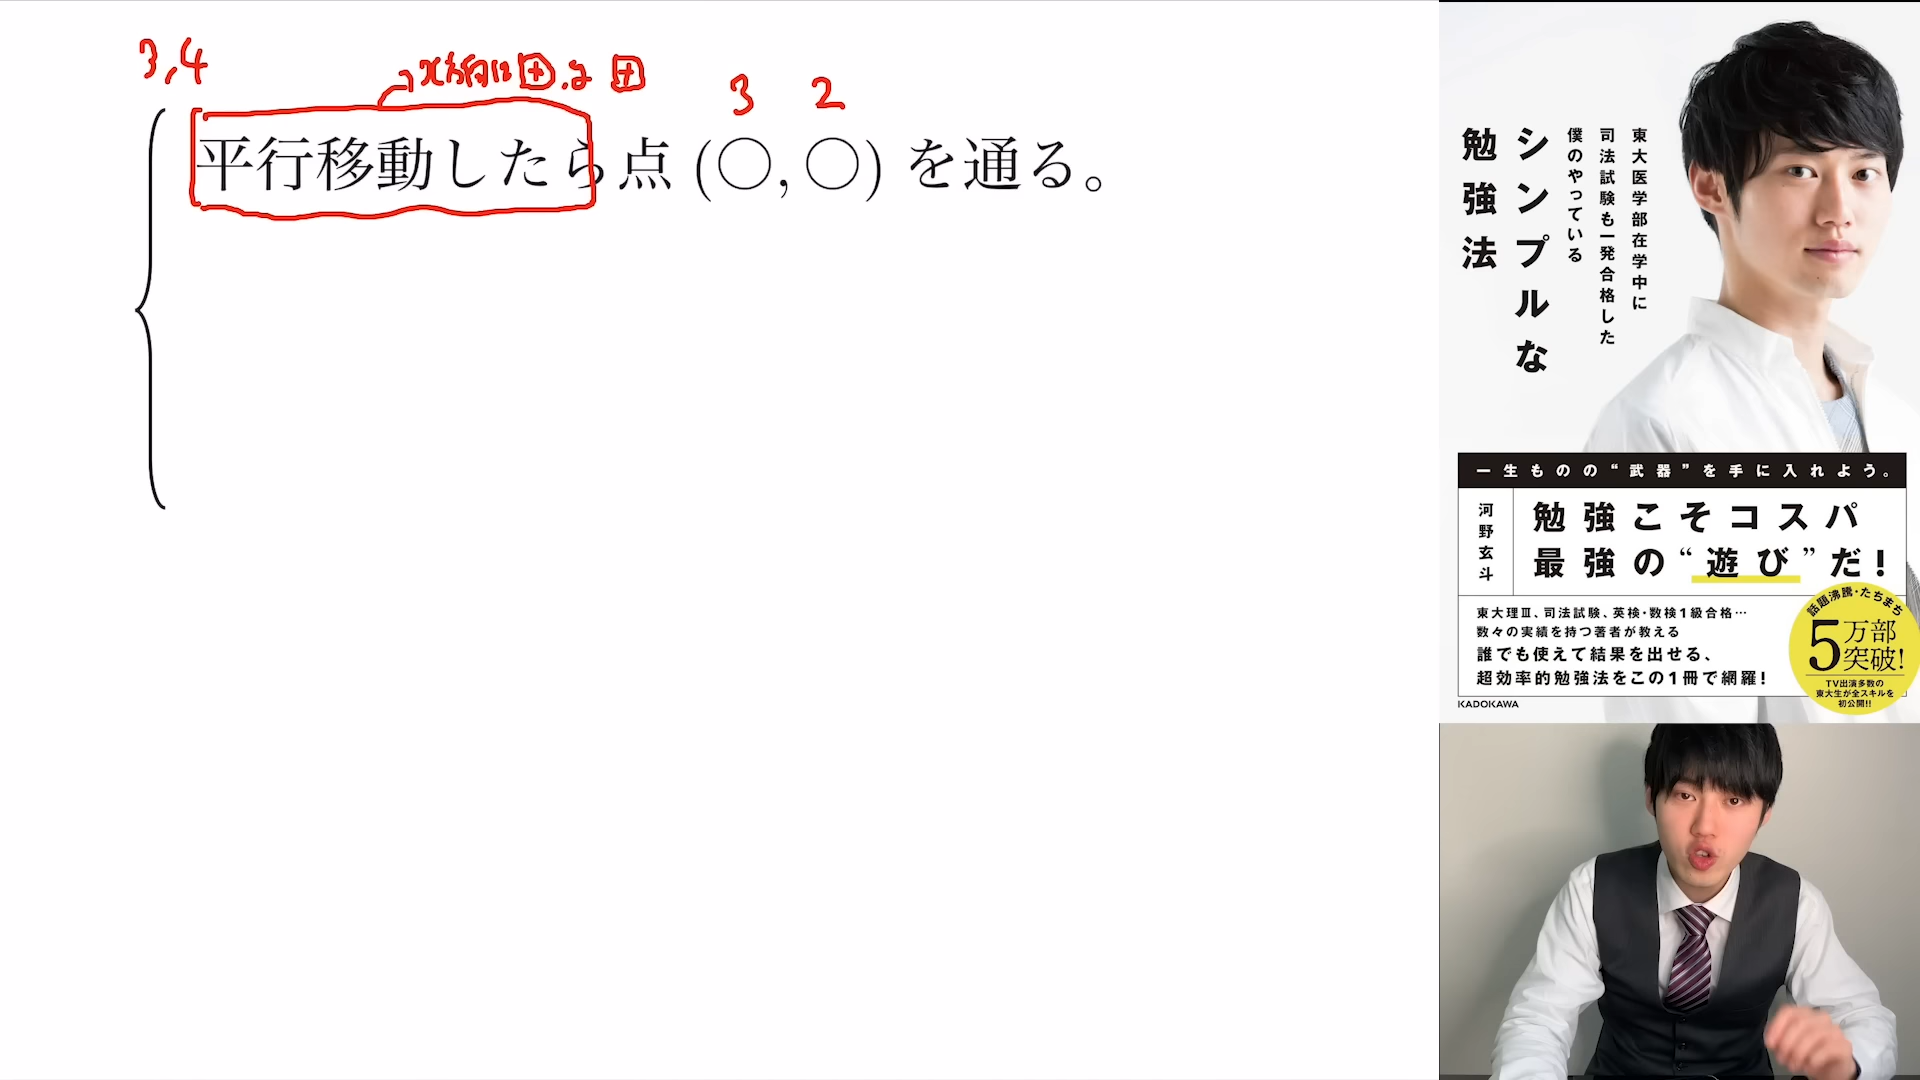 3,4
x方向に⊞.y ⊞
3 2
平行移動したら点 (○, ○) を通る。
東大医学部在学中に
司法試験も一発合格した
僕のやっている
シンプルな
勉強法
一生ものの“武器”を手に入れよう。
河野玄斗
勉強こそコスパ
最強の“遊び”だ!
東大理Ⅲ、司法試験、英検・数検1級合格…
数々の実績を持つ著者が教える
誰でも使えて結果を出せる、
超効率的勉強法をこの1冊で網羅!
話題沸騰・たちまち
5万部
突破!
TV出演多数の
東大生が全スキルを
初公開!!
KADOKAWA